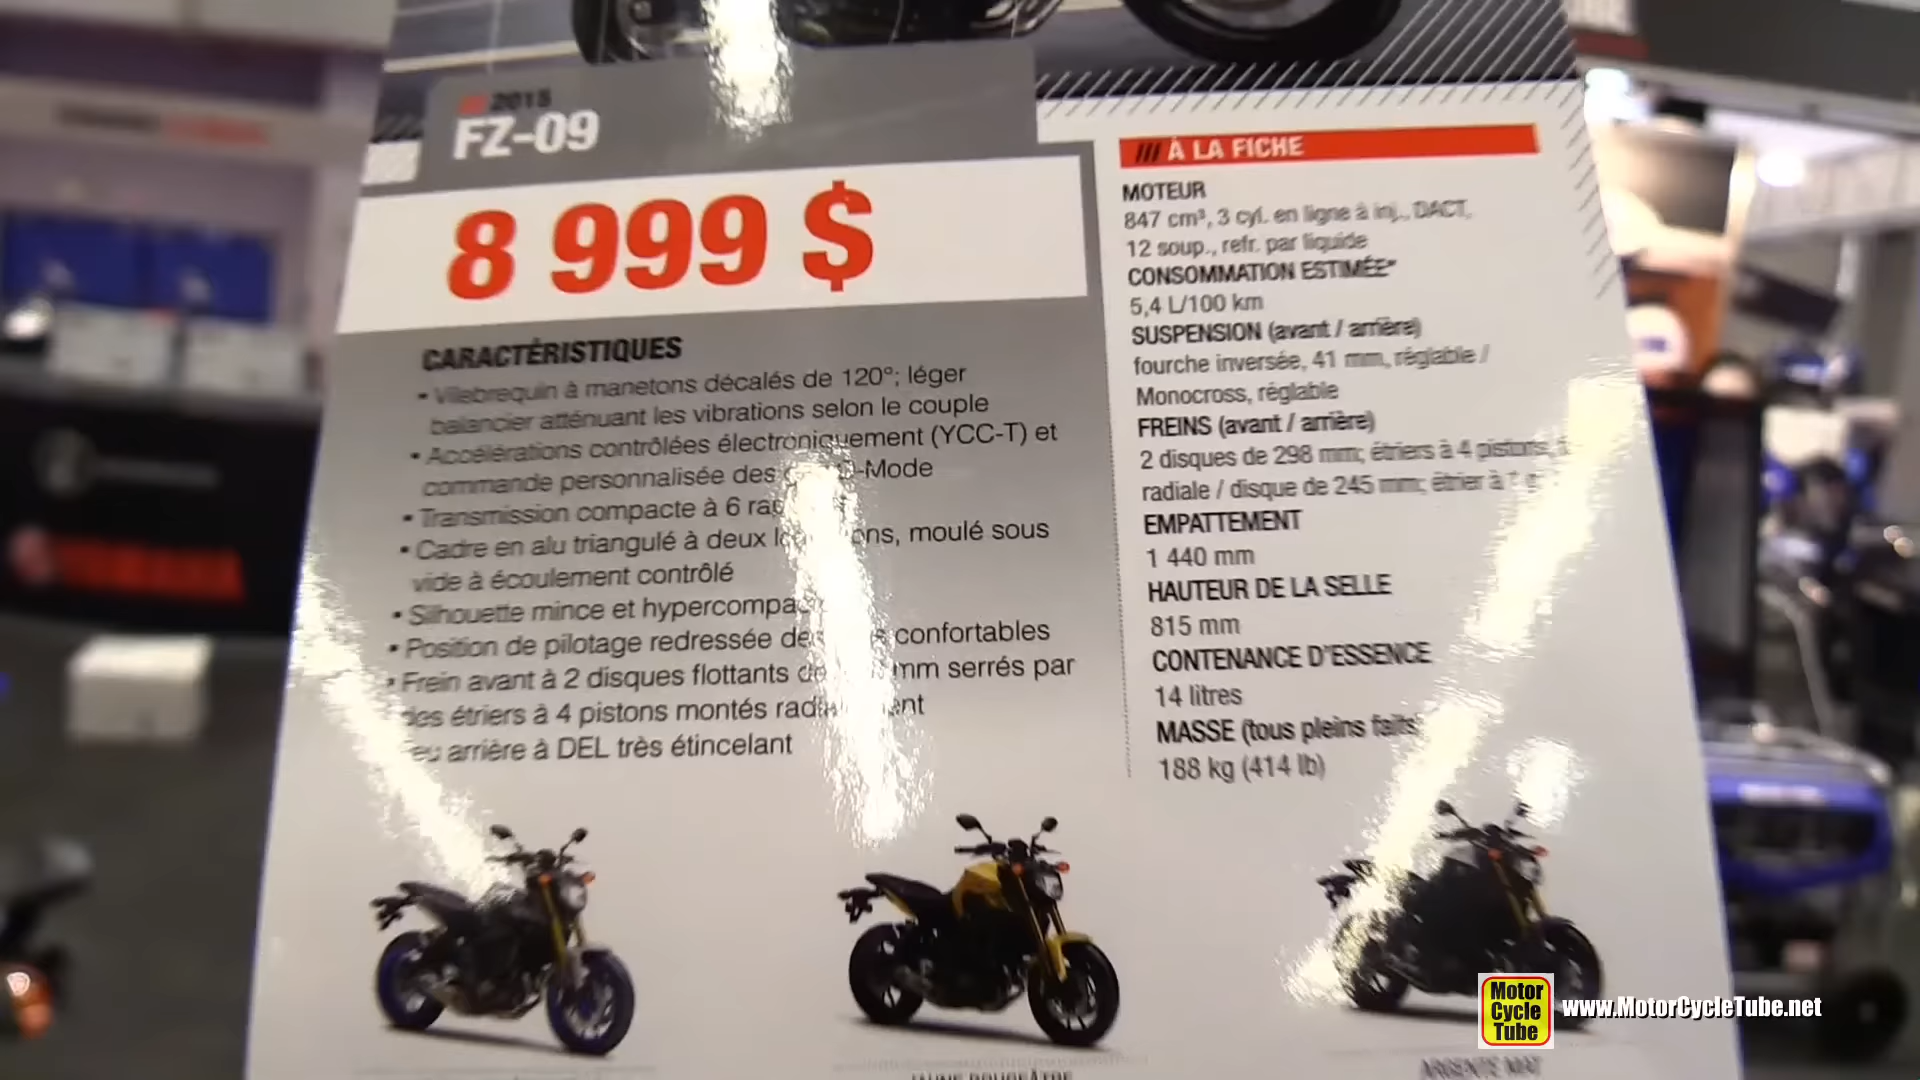 2015
FZ-09
8 999 $
CARACTÉRISTIQUES
• Villebrequin à manetons décalés de 120°; léger
balancier atténuant les vibrations selon le couple
• Accélérations contrôlées électroniquement (YCC-T) et
commande personnalisée des D-Mode
• Transmission compacte à 6
• Cadre en alu triangulé à deux moulé sous
vide à écoulement contrôlé
• Silhouette mince et
• Position de pilotage redressée confortables
• Frein avant à 2 disques flottants mm serrés par
des étriers à 4 pistons montés
arrière à DEL très étincelant
/// À LA FICHE
MOTEUR
847 cm³, 3 cyl. en ligne à inj., DACT,
12 soup., refr. par liquide
CONSOMMATION ESTIMÉE*
5,4 L/100 km
SUSPENSION (avant / arrière)
fourche inversée, 41 mm, réglable /
Monocross, réglable
FREINS (avant / arrière)
2 disques de 298 mm; étriers à 4 pistons,
radiale / disque de 245 mm; étrier à
EMPATTEMENT
1 440 mm
HAUTEUR DE LA SELLE
815 mm
CONTENANCE D'ESSENCE
14 litres
MASSE (tous pleins faits)
188 kg (414 lb)
YAMAHA
ARGENTÉ MAT
Motor
Cycle
Tube
www.MotorCycleTube.net